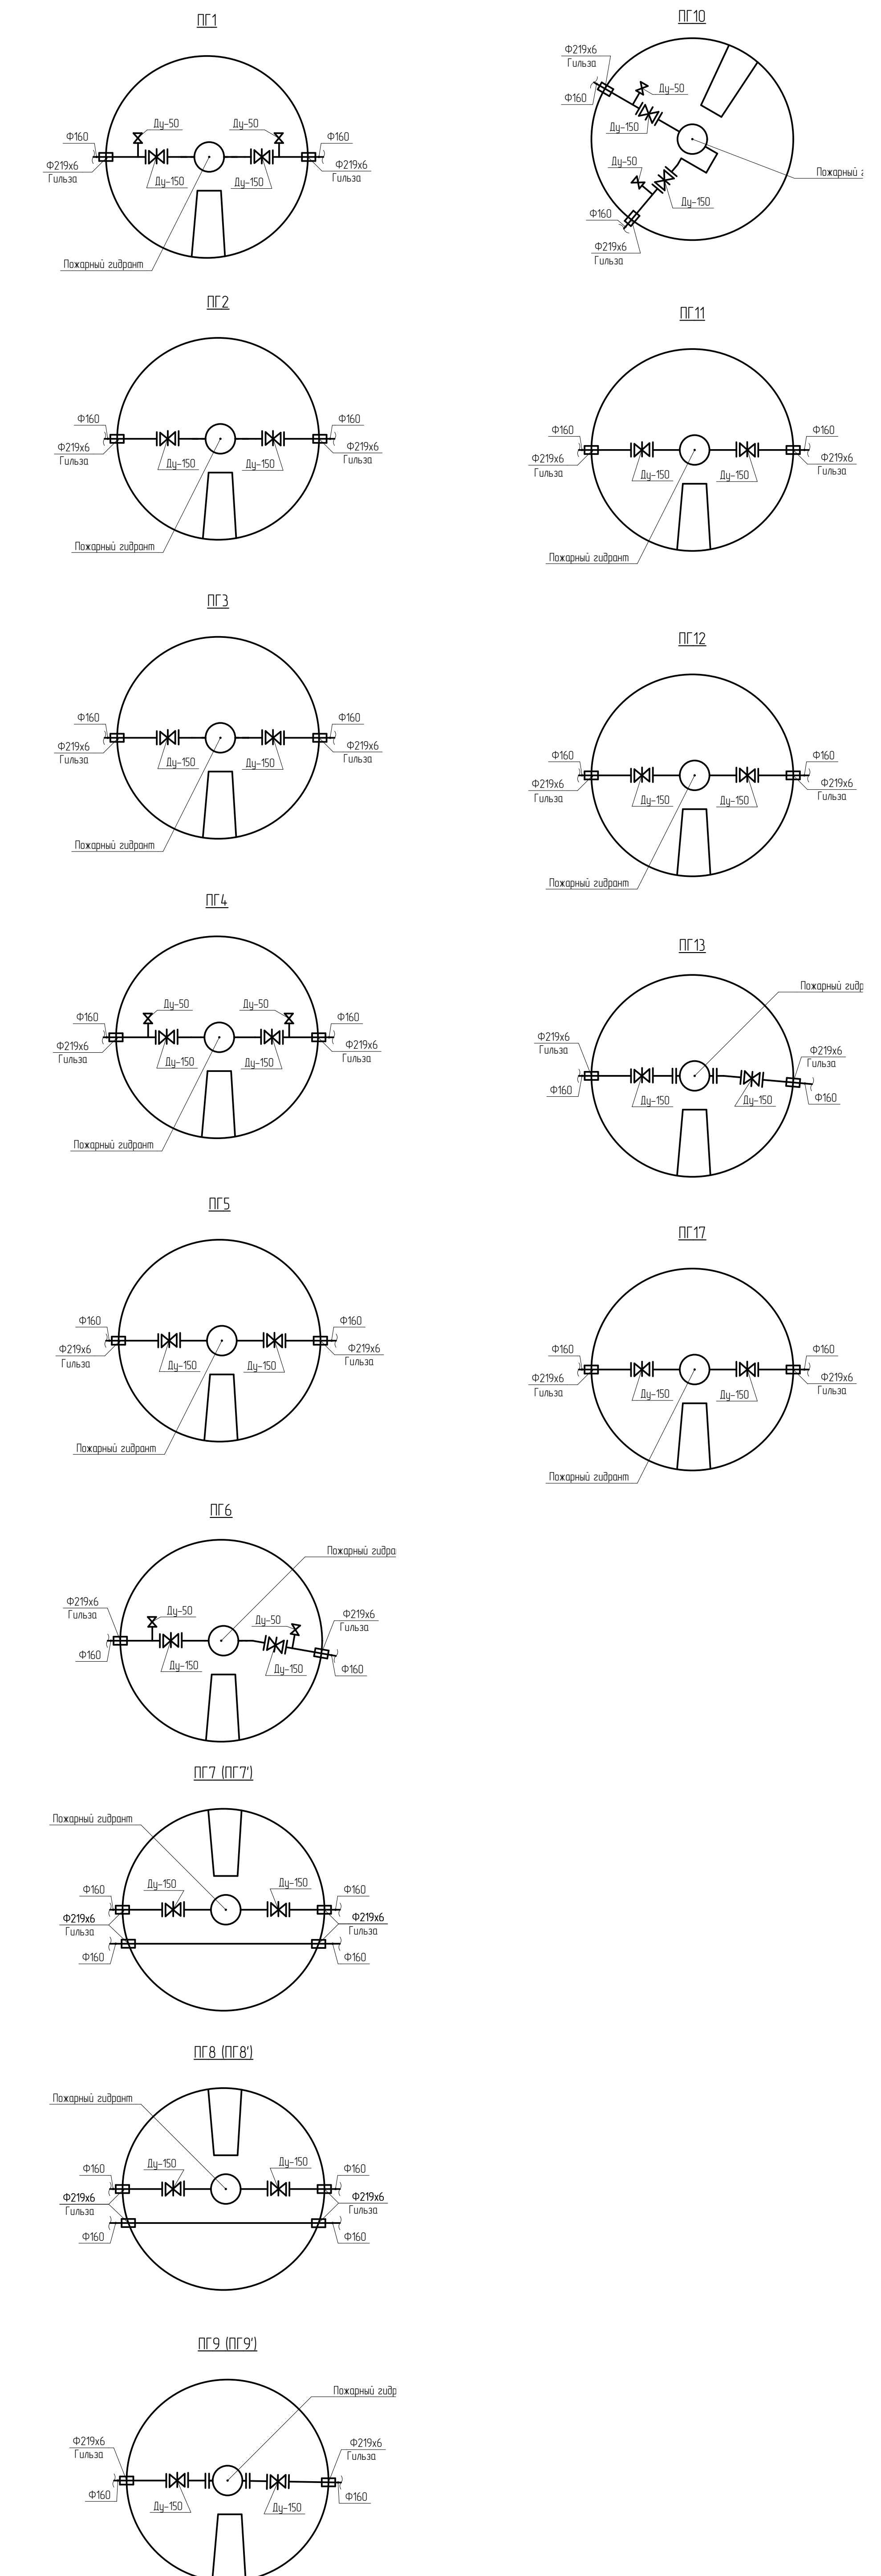 ПГ1
Ду-50
Ду-50
Ф160
Ф160
Ф219х6
Гильза
Ду-150
Ду-150
Ф219х6
Гильза
Пожарный гидрант
ПГ2
Ф160
Ф160
Ф219х6
Гильза
Ду-150
Ду-150
Ф219х6
Гильза
Пожарный гидрант
ПГ3
Ф160
Ф160
Ф219х6
Гильза
Ду-150
Ду-150
Ф219х6
Гильза
Пожарный гидрант
ПГ4
Ду-50
Ду-50
Ф160
Ф160
Ф219х6
Гильза
Ду-150
Ду-150
Ф219х6
Гильза
Пожарный гидрант
ПГ5
Ф160
Ф160
Ф219х6
Гильза
Ду-150
Ду-150
Ф219х6
Гильза
Пожарный гидрант
ПГ6
Пожарный гидра
Ф219х6
Гильза
Ду-50
Ду-50
Ф219х6
Гильза
Ф160
Ду-150
Ду-150
Ф160
ПГ7 (ПГ7')
Пожарный гидрант
Ду-150
Ду-150
Ф160
Ф160
Ф219х6
Гильза
Ф219х6
Гильза
Ф160
Ф160
ПГ8 (ПГ8')
Пожарный гидрант
Ду-150
Ду-150
Ф160
Ф160
Ф219х6
Гильза
Ф219х6
Гильза
Ф160
Ф160
ПГ9 (ПГ9')
Пожарный гидр
Ф219х6
Гильза
Ф219х6
Гильза
Ф160
Ду-150
Ду-150
Ф160
ПГ10
Ф219х6
Гильза
Ду-50
Ф160
Ду-150
Ду-50
Пожарный
Ду-150
Ф160
Ф219х6
Гильза
ПГ11
Ф160
Ф160
Ф219х6
Гильза
Ду-150
Ду-150
Ф219х6
Гильза
Пожарный гидрант
ПГ12
Ф160
Ф160
Ф219х6
Гильза
Ду-150
Ду-150
Ф219х6
Гильза
Пожарный гидрант
ПГ13
Пожарный гидр
Ф219х6
Гильза
Ф219х6
Гильза
Ф160
Ду-150
Ду-150
Ф160
ПГ17
Ф160
Ф160
Ф219х6
Гильза
Ду-150
Ду-150
Ф219х6
Гильза
Пожарный гидрант